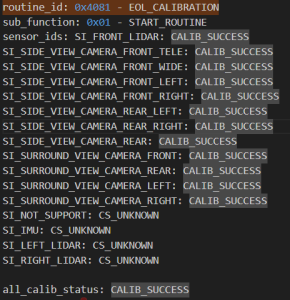 routine_id: 0x4081 - EOL_CALIBRATION
sub_function: 0x01 - START_ROUTINE
sensor_ids: SI_FRONT_LIDAR: CALIB_SUCCESS
SI_SIDE_VIEW_CAMERA_FRONT_TELE: CALIB_SUCCESS
SI_SIDE_VIEW_CAMERA_FRONT_WIDE: CALIB_SUCCESS
SI_SIDE_VIEW_CAMERA_FRONT_LEFT: CALIB_SUCCESS
SI_SIDE_VIEW_CAMERA_FRONT_RIGHT: CALIB_SUCCESS
SI_SIDE_VIEW_CAMERA_REAR_LEFT: CALIB_SUCCESS
SI_SIDE_VIEW_CAMERA_REAR_RIGHT: CALIB_SUCCESS
SI_SIDE_VIEW_CAMERA_REAR: CALIB_SUCCESS
SI_SURROUND_VIEW_CAMERA_FRONT: CALIB_SUCCESS
SI_SURROUND_VIEW_CAMERA_REAR: CALIB_SUCCESS
SI_SURROUND_VIEW_CAMERA_LEFT: CALIB_SUCCESS
SI_SURROUND_VIEW_CAMERA_RIGHT: CALIB_SUCCESS
SI_NOT_SUPPORT: CS_UNKNOWN
SI_IMU: CS_UNKNOWN
SI_LEFT_LIDAR: CS_UNKNOWN
SI_RIGHT_LIDAR: CS_UNKNOWN
all_calib_status: CALIB_SUCCESS